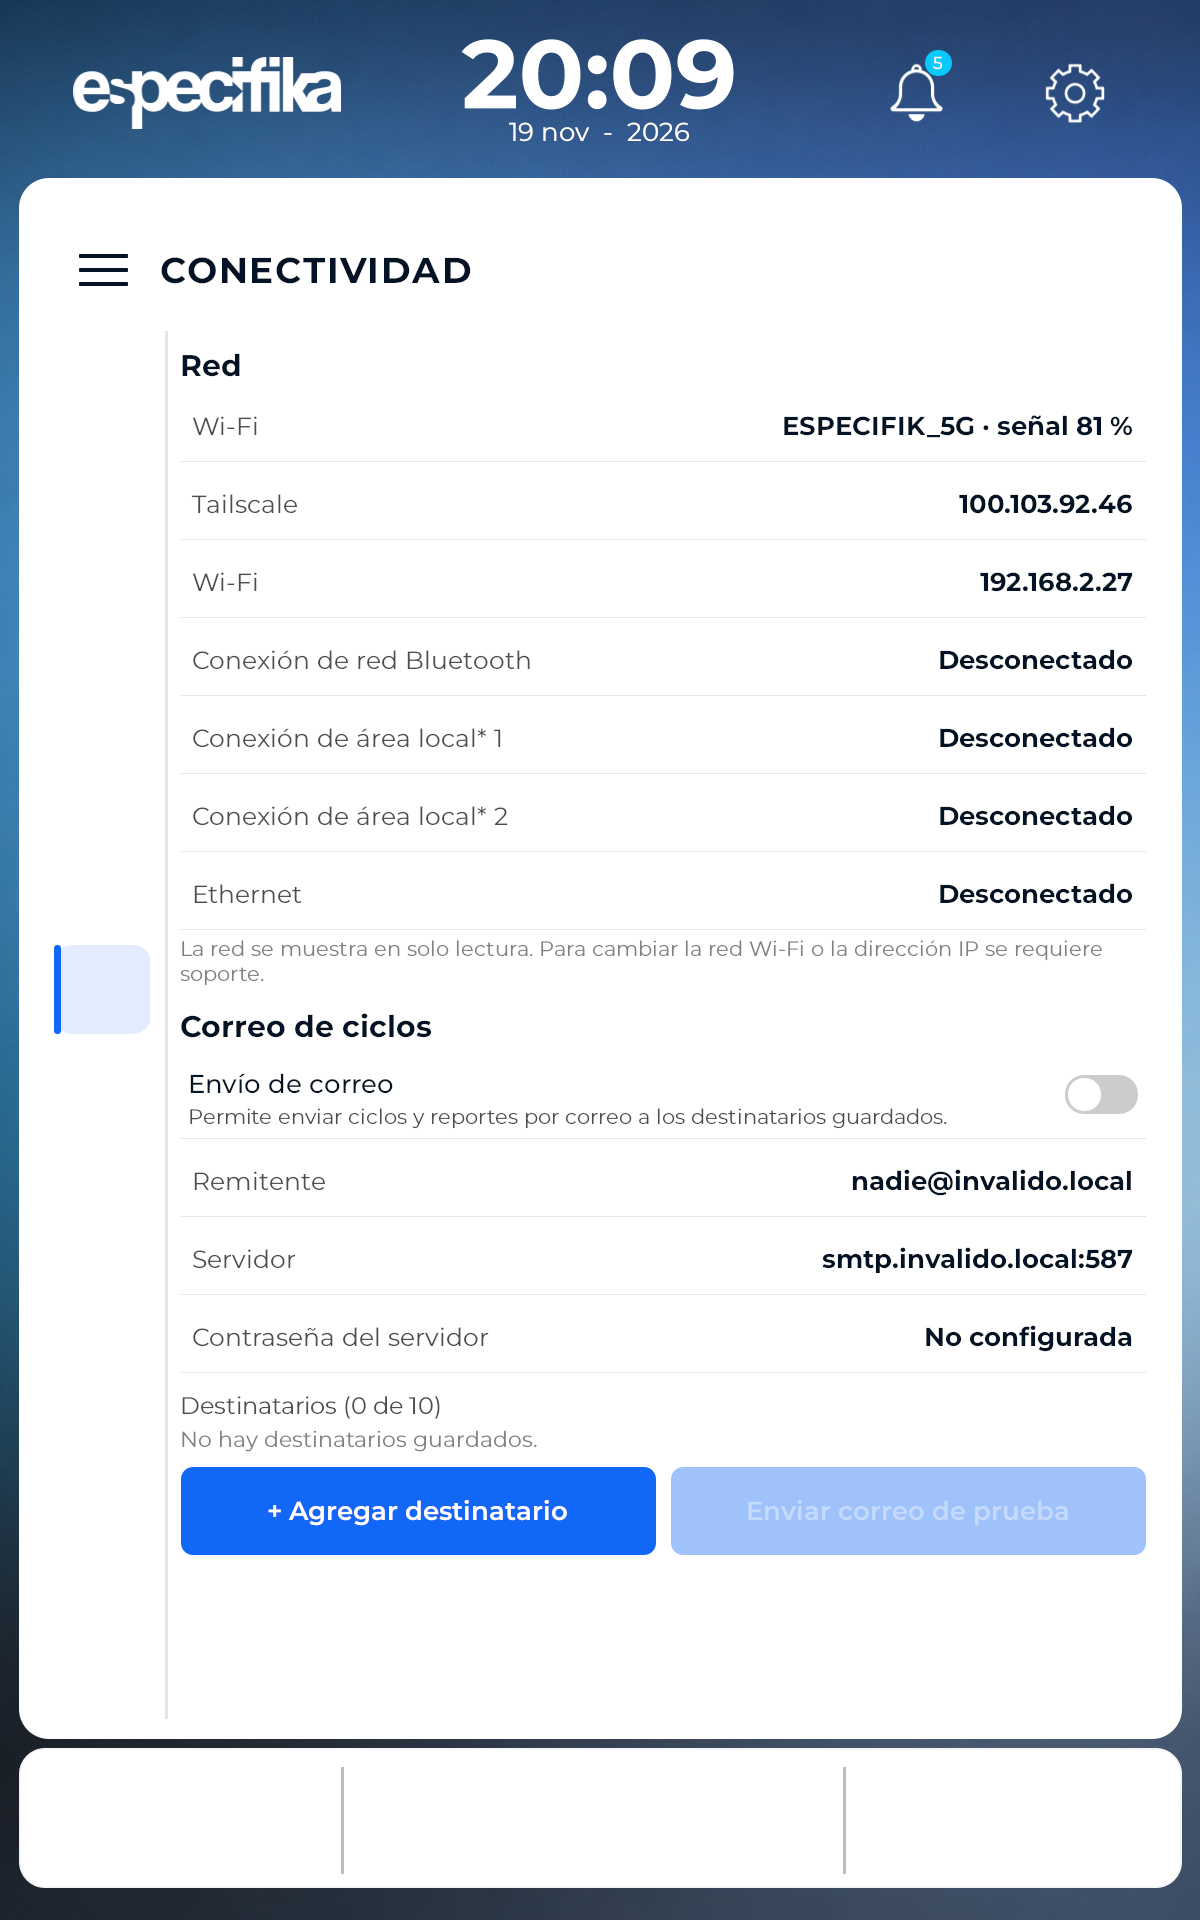 especifika
20:09
19 nov - 2026
5
CONECTIVIDAD
Red
Wi-Fi ESPECIFIK_5G · señal 81 %
Tailscale 100.103.92.46
Wi-Fi 192.168.2.27
Conexión de red Bluetooth Desconectado
Conexión de área local* 1 Desconectado
Conexión de área local* 2 Desconectado
Ethernet Desconectado
La red se muestra en solo lectura. Para cambiar la red Wi-Fi o la dirección IP se requiere
soporte.
Correo de ciclos
Envío de correo
Permite enviar ciclos y reportes por correo a los destinatarios guardados.
Remitente nadie@invalido.local
Servidor smtp.invalido.local:587
Contraseña del servidor No configurada
Destinatarios (0 de 10)
No hay destinatarios guardados.
+ Agregar destinatario Enviar correo de prueba